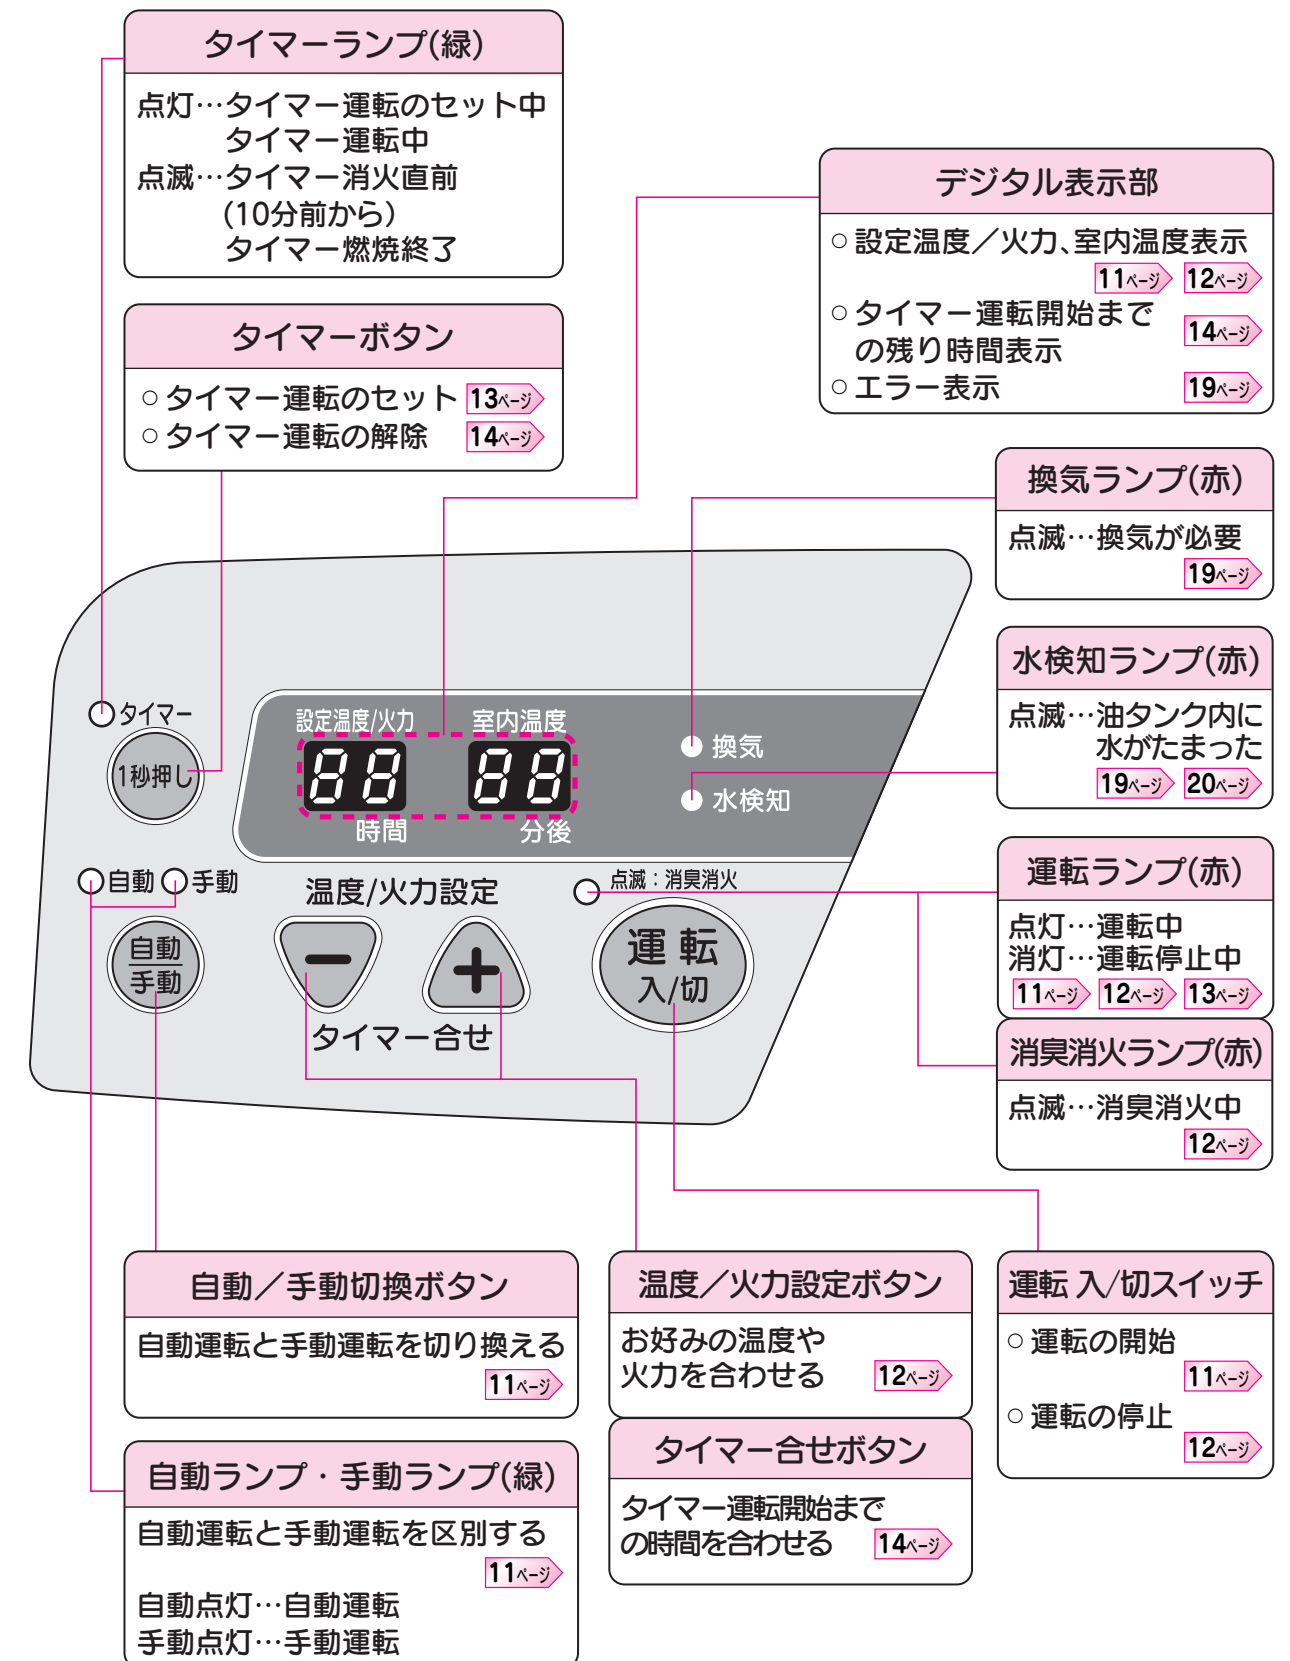 タイマーランプ(緑)
点灯…タイマー運転のセット中
タイマー運転中
点滅…タイマー消火直前
(10分前から)
タイマー燃焼終了
タイマーボタン
○タイマー運転のセット 13ページ
○タイマー運転の解除 14ページ
デジタル表示部
○設定温度／火力、室内温度表示
11ページ 12ページ
○タイマー運転開始まで
の残り時間表示 14ページ
○エラー表示 19ページ
換気ランプ(赤)
点滅…換気が必要
19ページ
水検知ランプ(赤)
点滅…油タンク内に
水がたまった
19ページ 20ページ
運転ランプ(赤)
点灯…運転中
消灯…運転停止中
11ページ 12ページ 13ページ
消臭消火ランプ(赤)
点滅…消臭消火中
12ページ
タイマー
1秒押し
設定温度/火力 室内温度
88 88
時間 分後
換気
水検知
自動 手動
自動
手動
温度/火力設定
− +
タイマー合せ
点滅：消臭消火
運転
入/切
自動／手動切換ボタン
自動運転と手動運転を切り換える
11ページ
自動ランプ・手動ランプ(緑)
自動運転と手動運転を区別する
11ページ
自動点灯…自動運転
手動点灯…手動運転
温度／火力設定ボタン
お好みの温度や
火力を合わせる 12ページ
タイマー合せボタン
タイマー運転開始まで
の時間を合わせる 14ページ
運転 入/切スイッチ
○運転の開始
11ページ
○運転の停止
12ページ